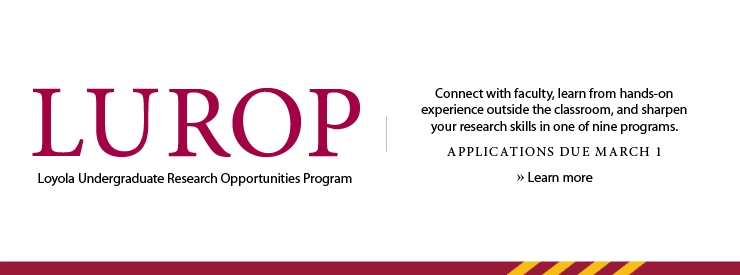 LUROP
Loyola Undergraduate Research Opportunities Program
Connect with faculty, learn from hands-on
experience outside the classroom, and sharpen
your research skills in one of nine programs.
APPLICATIONS DUE MARCH 1
» Learn more